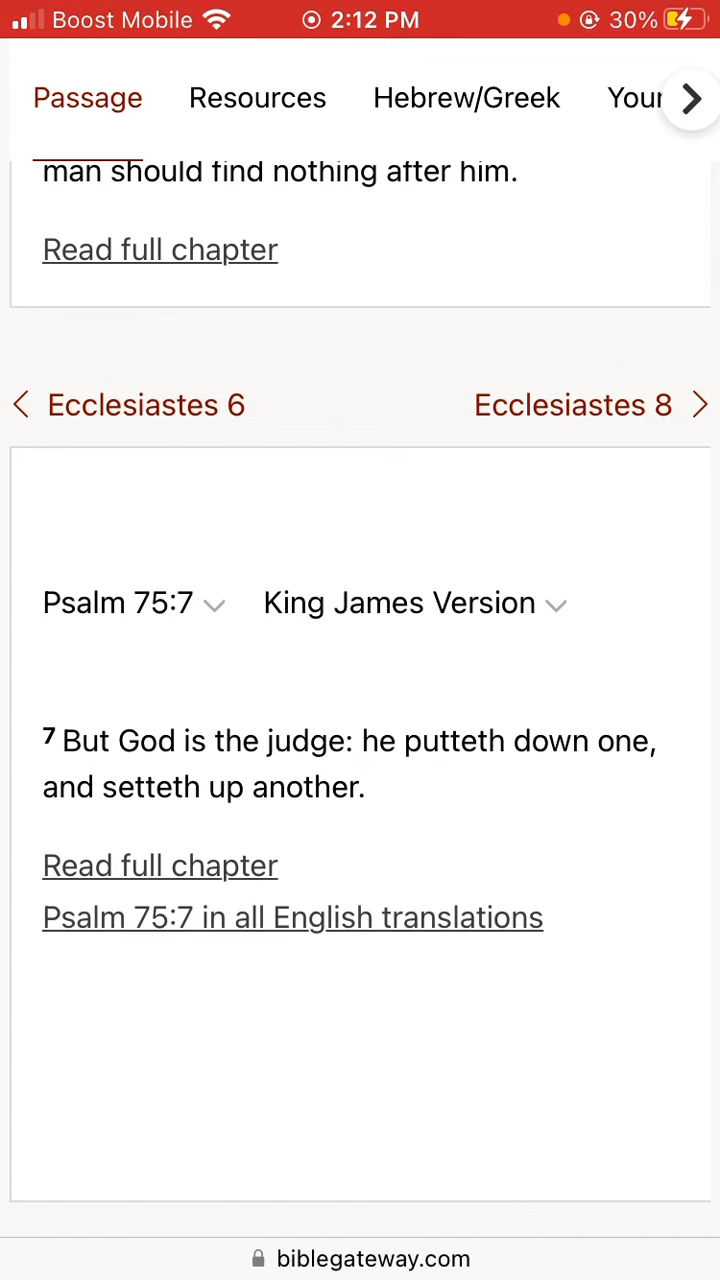 Boost Mobile 2:12 PM 30%
Passage Resources Hebrew/Greek
man should find nothing after him.
Read full chapter
Ecclesiastes 6 Ecclesiastes 8
Psalm 75:7 King James Version
7 But God is the judge: he putteth down one,
and setteth up another.
Read full chapter
Psalm 75:7 in all English translations
biblegateway.com